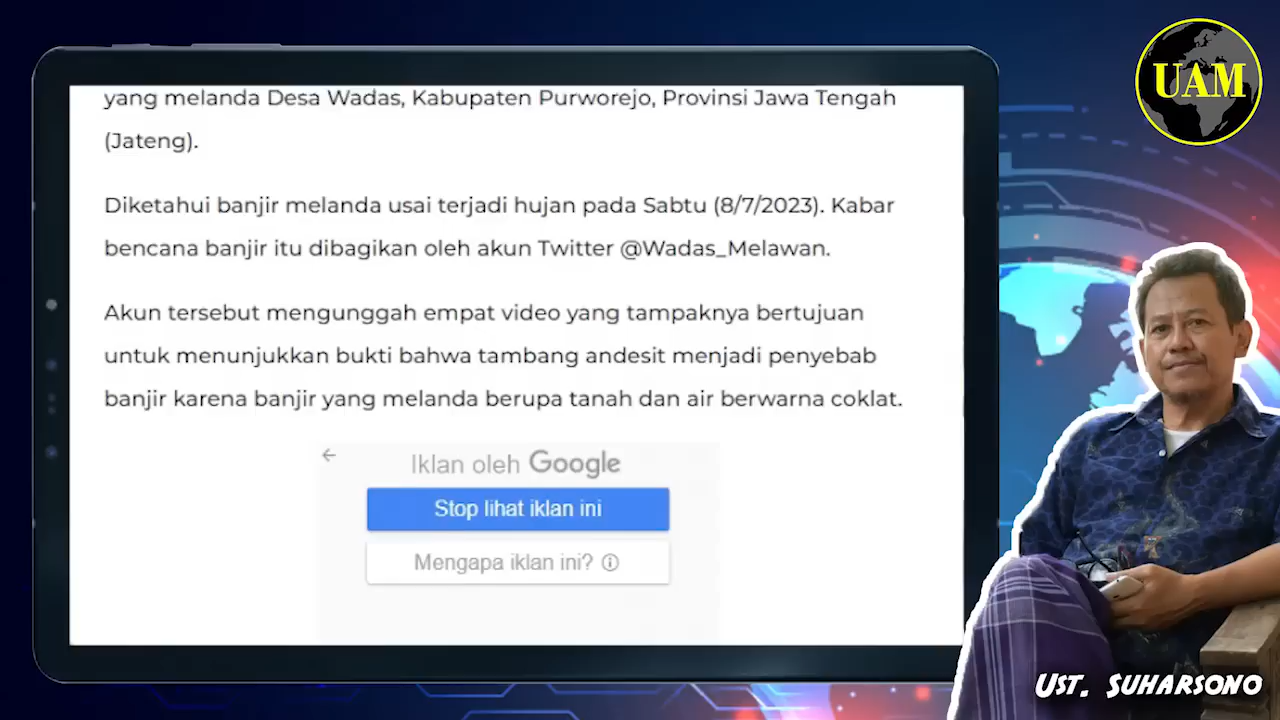 UAM
yang melanda Desa Wadas, Kabupaten Purworejo, Provinsi Jawa Tengah
(Jateng).
Diketahui banjir melanda usai terjadi hujan pada Sabtu (8/7/2023). Kabar
bencana banjir itu dibagikan oleh akun Twitter @Wadas_Melawan.
Akun tersebut mengunggah empat video yang tampaknya bertujuan
untuk menunjukkan bukti bahwa tambang andesit menjadi penyebab
banjir karena banjir yang melanda berupa tanah dan air berwarna coklat.
Iklan oleh Google
Stop lihat iklan ini
Mengapa iklan ini?
Ust. Suharsono